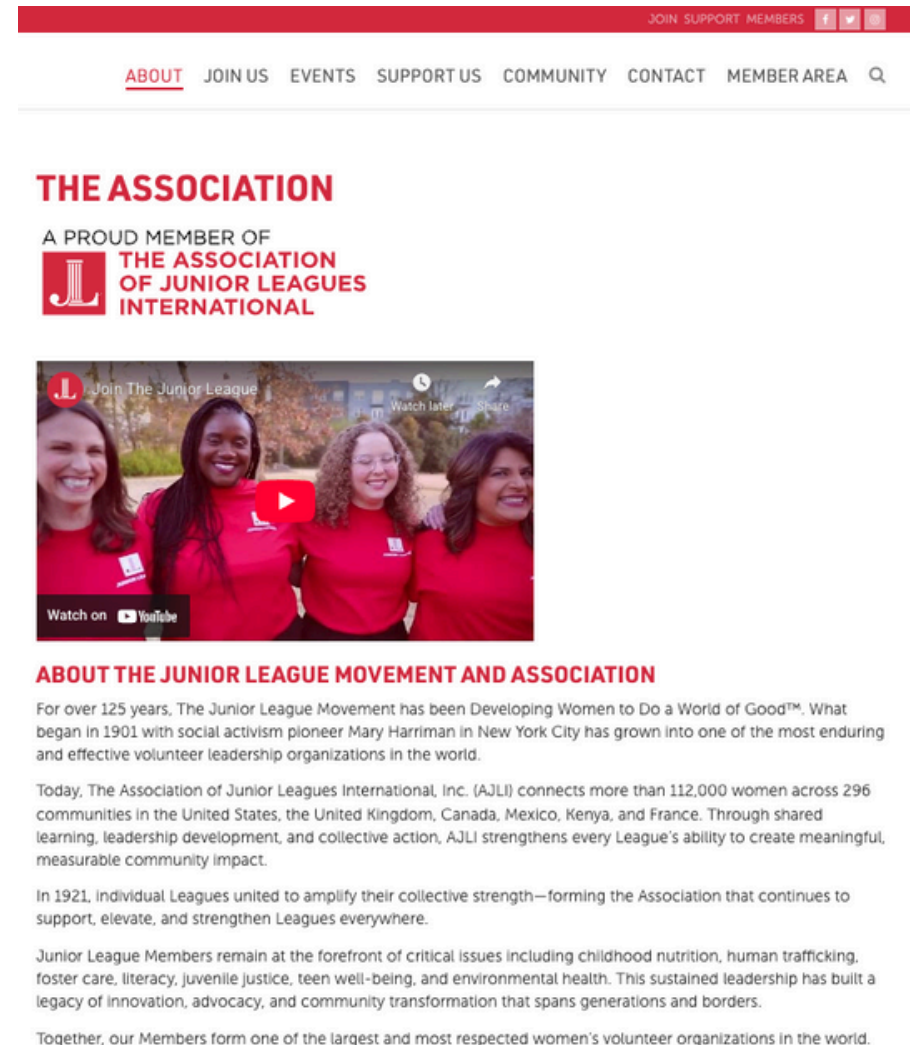 JOIN SUPPORT MEMBERS
ABOUT JOIN US EVENTS SUPPORT US COMMUNITY CONTACT MEMBER AREA
THE ASSOCIATION
A PROUD MEMBER OF
JL THE ASSOCIATION
OF JUNIOR LEAGUES
INTERNATIONAL
JL Join The Junior League
Watch later Share
Watch on YouTube
ABOUT THE JUNIOR LEAGUE MOVEMENT AND ASSOCIATION
For over 125 years, The Junior League Movement has been Developing Women to Do a World of Good™. What
began in 1901 with social activism pioneer Mary Harriman in New York City has grown into one of the most enduring
and effective volunteer leadership organizations in the world.
Today, The Association of Junior Leagues International, Inc. (AJLI) connects more than 112,000 women across 296
communities in the United States, the United Kingdom, Canada, Mexico, Kenya, and France. Through shared
learning, leadership development, and collective action, AJLI strengthens every League's ability to create meaningful,
measurable community impact.
In 1921, individual Leagues united to amplify their collective strength—forming the Association that continues to
support, elevate, and strengthen Leagues everywhere.
Junior League Members remain at the forefront of critical issues including childhood nutrition, human trafficking,
foster care, literacy, juvenile justice, teen well-being, and environmental health. This sustained leadership has built a
legacy of innovation, advocacy, and community transformation that spans generations and borders.
Together, our Members form one of the largest and most respected women's volunteer organizations in the world.